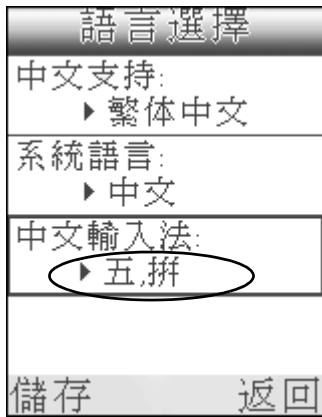 語言選擇
中文支持:
繁体中文
系統語言:
中文
中文輸入法:
五,拼
儲存 返回